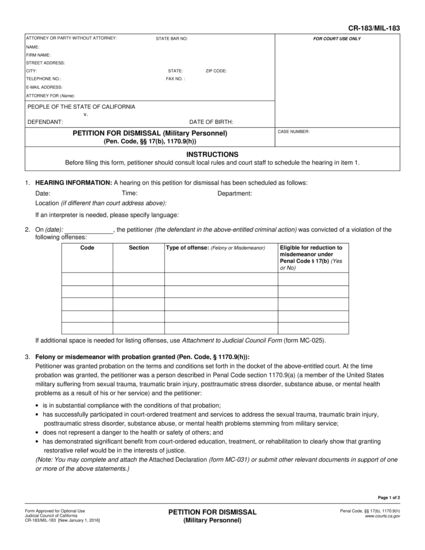 CR-183/MIL-183
ATTORNEY OR PARTY WITHOUT ATTORNEY: STATE BAR NO:
NAME:
FIRM NAME:
STREET ADDRESS:
CITY: STATE: ZIP CODE:
TELEPHONE NO.: FAX NO. :
E-MAIL ADDRESS:
ATTORNEY FOR (Name):
FOR COURT USE ONLY
PEOPLE OF THE STATE OF CALIFORNIA
v.
DEFENDANT: DATE OF BIRTH:
PETITION FOR DISMISSAL (Military Personnel)
(Pen. Code, §§ 17(b), 1170.9(h))
CASE NUMBER:
INSTRUCTIONS
Before filing this form, petitioner should consult local rules and court staff to schedule the hearing in item 1.
1. HEARING INFORMATION: A hearing on this petition for dismissal has been scheduled as follows:
Date: Time: Department:
Location (if different than court address above):
If an interpreter is needed, please specify language:
2. On (date): , the petitioner (the defendant in the above-entitled criminal action) was convicted of a violation of the
following offenses:
Code Section Type of offense: (Felony or Misdemeanor) Eligible for reduction to
misdemeanor under
Penal Code § 17(b) (Yes
or No)
If additional space is needed for listing offenses, use Attachment to Judicial Council Form (form MC-025).
3. Felony or misdemeanor with probation granted (Pen. Code, § 1170.9(h)):
Petitioner was granted probation on the terms and conditions set forth in the docket of the above-entitled court. At the time
probation was granted, the petitioner was a person described in Penal Code section 1170.9(a) (a member of the United States
military suffering from sexual trauma, traumatic brain injury, posttraumatic stress disorder, substance abuse, or mental health
problems as a result of his or her service) and the petitioner:
• is in substantial compliance with the conditions of that probation;
• has successfully participated in court-ordered treatment and services to address the sexual trauma, traumatic brain injury,
posttraumatic stress disorder, substance abuse, or mental health problems stemming from military service;
• does not represent a danger to the health or safety of others; and
• has demonstrated significant benefit from court-ordered education, treatment, or rehabilitation to clearly show that granting
restorative relief would be in the interests of justice.
(Note: You may complete and attach the Attached Declaration (form MC-031) or submit other relevant documents in support of one
or more of the above statements.)
Page 1 of 2
Form Approved for Optional Use
Judicial Council of California
CR-183/MIL-183 [New January 1, 2016]
PETITION FOR DISMISSAL
(Military Personnel)
Penal Code, §§ 17(b), 1170.9(h)
www.courts.ca.gov